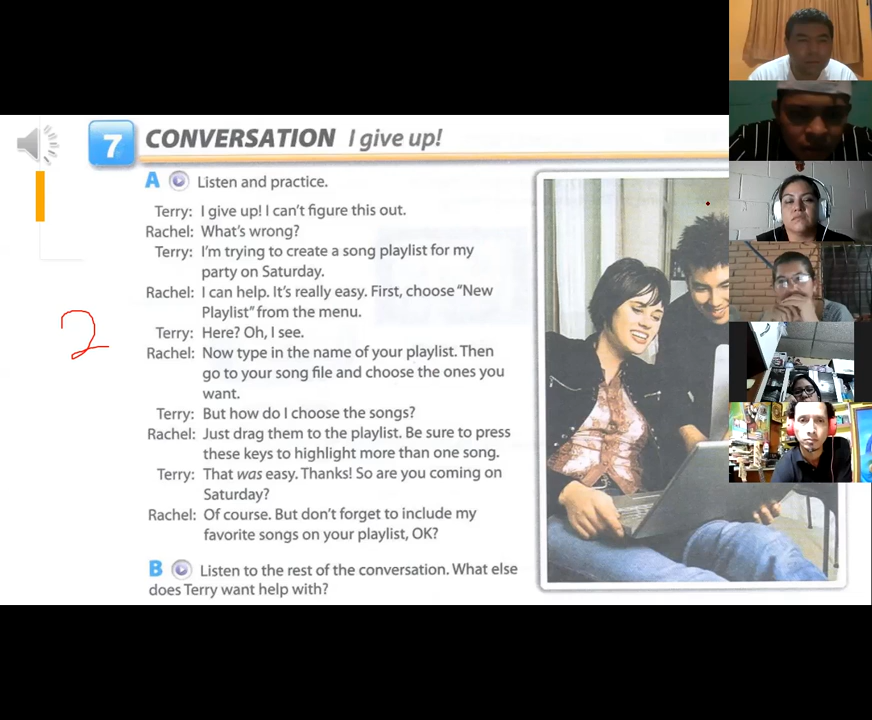 7 CONVERSATION I give up!
A Listen and practice.
Terry: I give up! I can't figure this out.
Rachel: What's wrong?
Terry: I'm trying to create a song playlist for my
party on Saturday.
Rachel: I can help. It's really easy. First, choose "New
Playlist" from the menu.
Terry: Here? Oh, I see.
2
Rachel: Now type in the name of your playlist. Then
go to your song file and choose the ones you
want.
Terry: But how do I choose the songs?
Rachel: Just drag them to the playlist. Be sure to press
these keys to highlight more than one song.
Terry: That was easy. Thanks! So are you coming on
Saturday?
Rachel: Of course. But don't forget to include my
favorite songs on your playlist, OK?
B Listen to the rest of the conversation. What else
does Terry want help with?